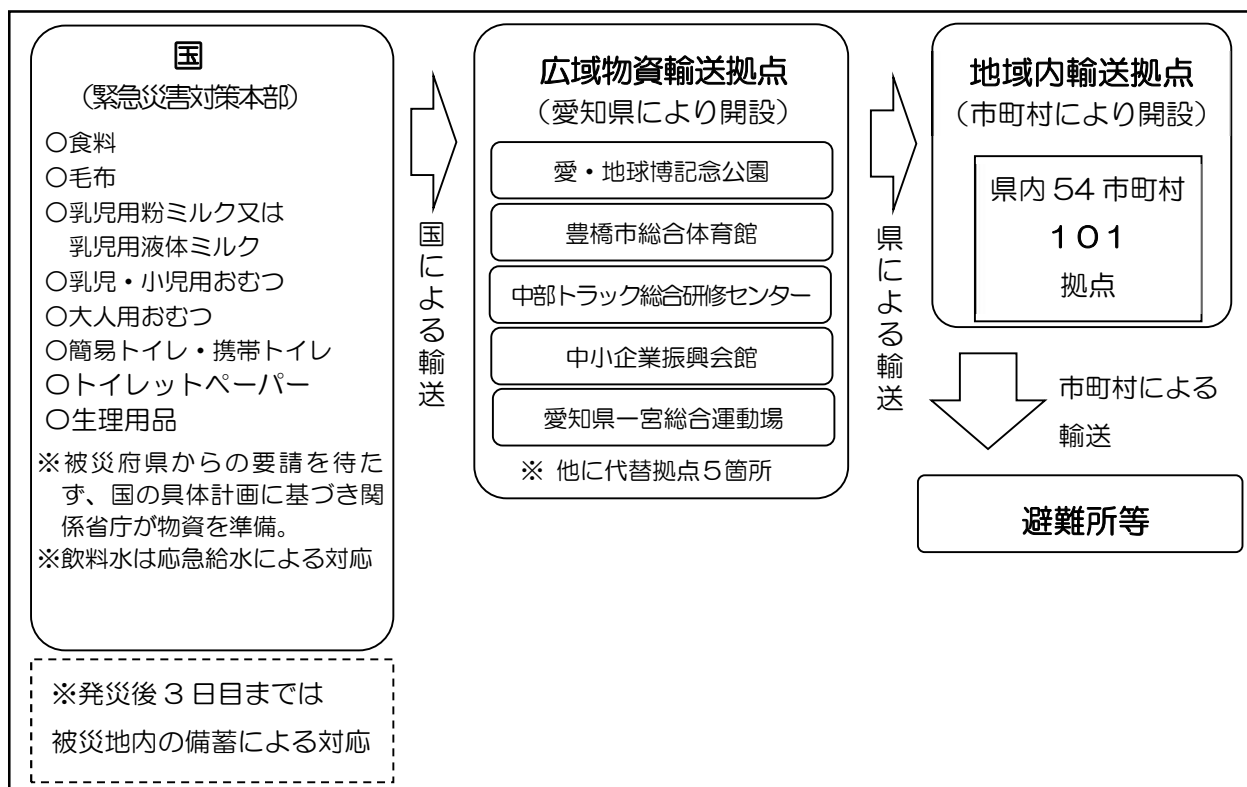 国
（緊急災害対策本部）
○食料
○毛布
○乳児用粉ミルク又は
乳児用液体ミルク
○乳児・小児用おむつ
○大人用おむつ
○簡易トイレ・携帯トイレ
○トイレットペーパー
○生理用品
※被災府県からの要請を待た
ず、国の具体計画に基づき関
係省庁が物資を準備。
※飲料水は応急給水による対応
※発災後３日目までは
被災地内の備蓄による対応
国による輸送
広域物資輸送拠点
（愛知県により開設）
愛・地球博記念公園
豊橋市総合体育館
中部トラック総合研修センター
中小企業振興会館
愛知県一宮総合運動場
※ 他に代替拠点５箇所
県による輸送
地域内輸送拠点
（市町村により開設）
県内 54 市町村
１０１
拠点
市町村による
輸送
避難所等